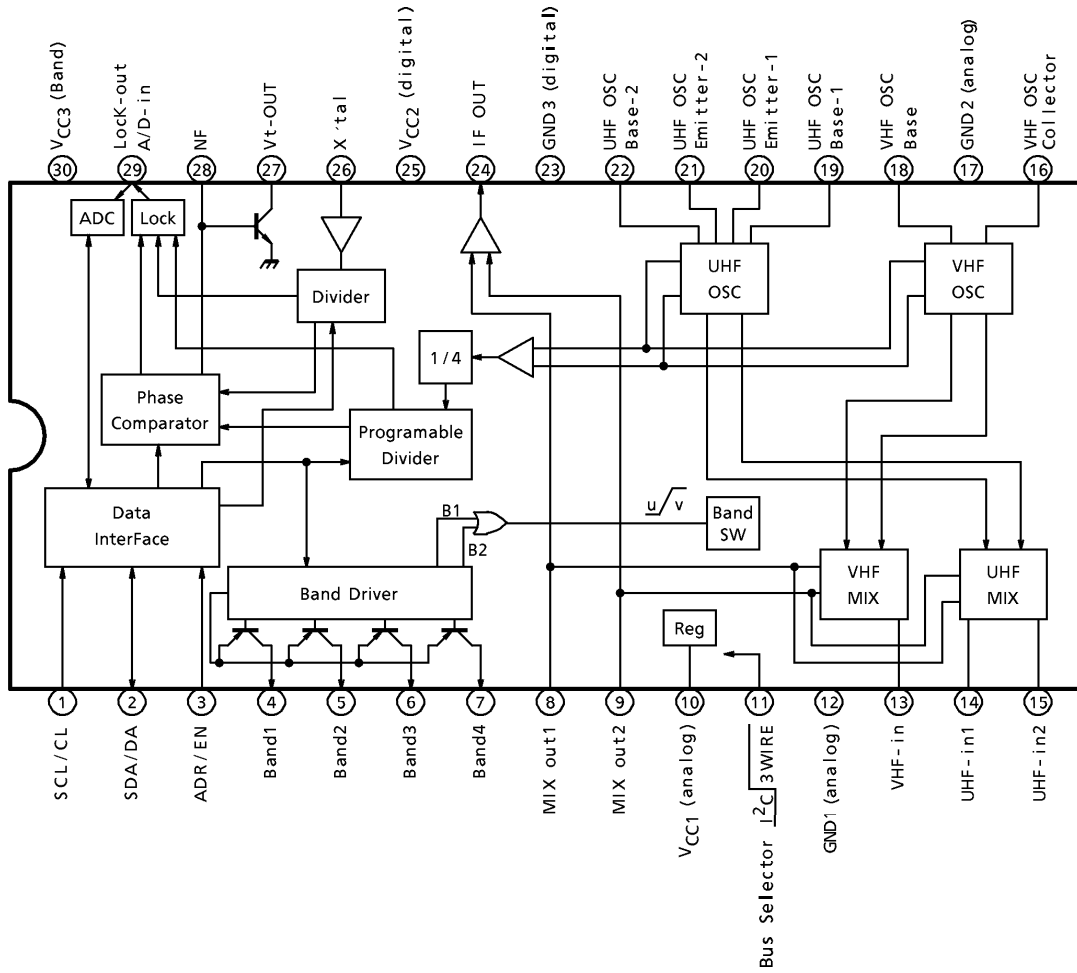 VCC3 (Band)
LocK-out
A/D-in
NF
Vt-OUT
X'tal
VCC2 (digital)
IF OUT
GND3 (digital)
UHF OSC
Base-2
UHF OSC
Emitter-2
UHF OSC
Emitter-1
UHF OSC
Base-1
VHF OSC
Base
GND2 (analog)
VHF OSC
Collector
30
29
28
27
26
25
24
23
22
21
20
19
18
17
16
ADC
Lock
Divider
UHF
OSC
VHF
OSC
1/4
Phase
Comparator
Programable
Divider
Data
InterFace
B1
B2
u/v
Band
SW
Band Driver
VHF
MIX
UHF
MIX
Reg
1
2
3
4
5
6
7
8
9
10
11
12
13
14
15
SCL/CL
SDA/DA
ADR/EN
Band1
Band2
Band3
Band4
MIX out1
MIX out2
VCC1 (analog)
Bus Selector I²C 3WIRE
GND1 (analog)
VHF-in
UHF-in1
UHF-in2